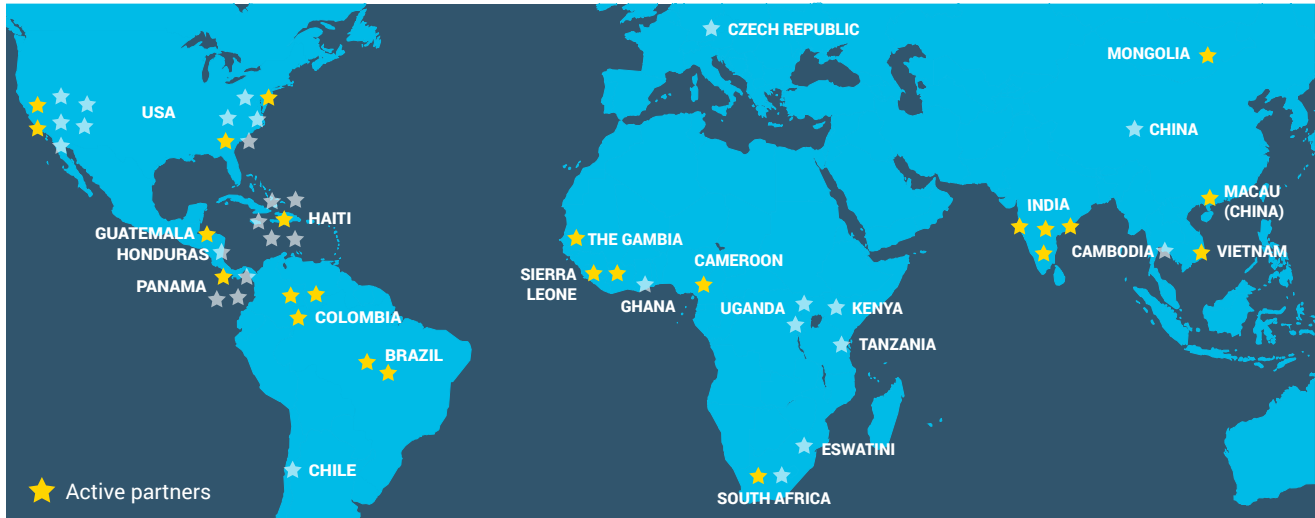 CZECH REPUBLIC
MONGOLIA
USA
CHINA
HAITI
GUATEMALA
HONDURAS
PANAMA
COLOMBIA
BRAZIL
CHILE
THE GAMBIA
SIERRA
LEONE
GHANA
CAMEROON
UGANDA
KENYA
TANZANIA
ESWATINI
SOUTH AFRICA
INDIA
MACAU
(CHINA)
CAMBODIA
VIETNAM
Active partners